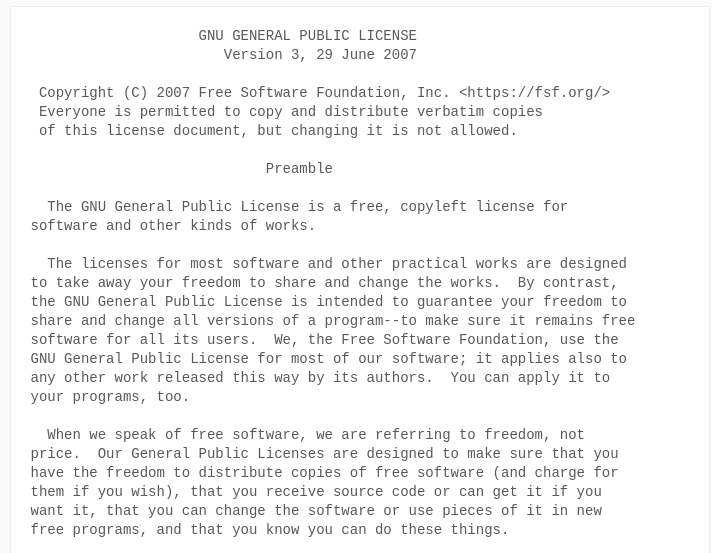 GNU GENERAL PUBLIC LICENSE
Version 3, 29 June 2007
Copyright (C) 2007 Free Software Foundation, Inc. <https://fsf.org/>
Everyone is permitted to copy and distribute verbatim copies
of this license document, but changing it is not allowed.
Preamble
The GNU General Public License is a free, copyleft license for
software and other kinds of works.
The licenses for most software and other practical works are designed
to take away your freedom to share and change the works.  By contrast,
the GNU General Public License is intended to guarantee your freedom to
share and change all versions of a program--to make sure it remains free
software for all its users.  We, the Free Software Foundation, use the
GNU General Public License for most of our software; it applies also to
any other work released this way by its authors.  You can apply it to
your programs, too.
When we speak of free software, we are referring to freedom, not
price.  Our General Public Licenses are designed to make sure that you
have the freedom to distribute copies of free software (and charge for
them if you wish), that you receive source code or can get it if you
want it, that you can change the software or use pieces of it in new
free programs, and that you know you can do these things.